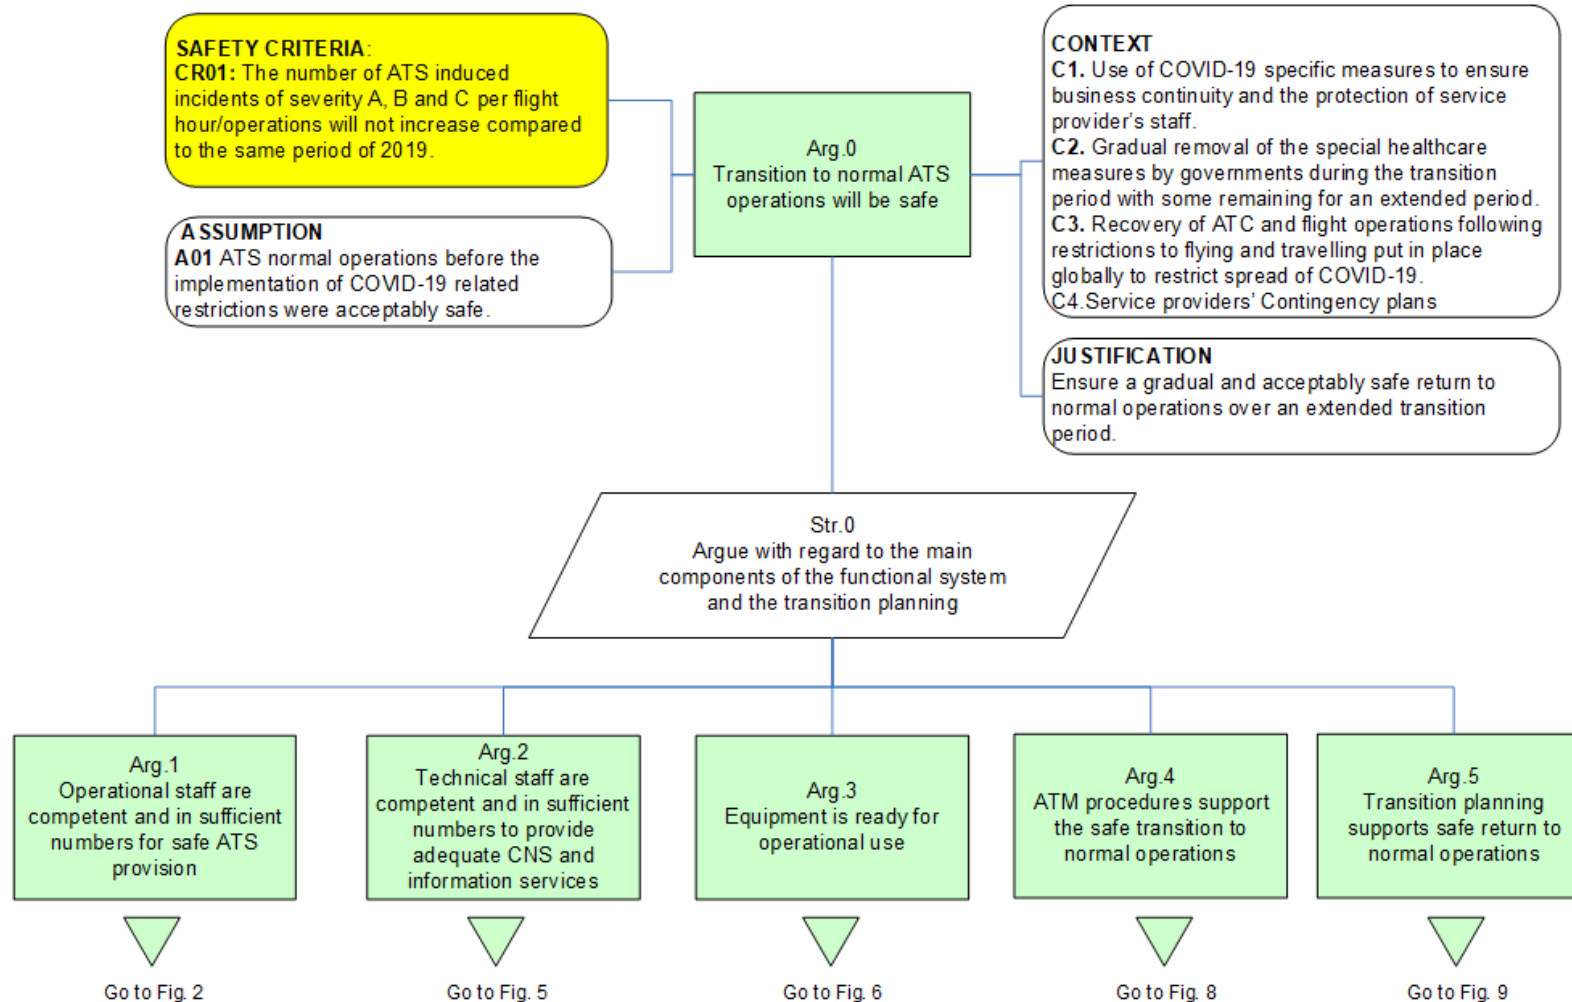 SAFETY CRITERIA:
CR01: The number of ATS induced
incidents of severity A, B and C per flight
hour/operations will not increase compared
to the same period of 2019.
ASSUMPTION
A01 ATS normal operations before the
implementation of COVID-19 related
restrictions were acceptably safe.
Arg.0
Transition to normal ATS
operations will be safe
CONTEXT
C1. Use of COVID-19 specific measures to ensure
business continuity and the protection of service
provider's staff.
C2. Gradual removal of the special healthcare
measures by governments during the transition
period with some remaining for an extended period.
C3. Recovery of ATC and flight operations following
restrictions to flying and travelling put in place
globally to restrict spread of COVID-19.
C4.Service providers' Contingency plans
JUSTIFICATION
Ensure a gradual and acceptably safe return to
normal operations over an extended transition
period.
Str.0
Argue with regard to the main
components of the functional system
and the transition planning
Arg.1
Operational staff are
competent and in sufficient
numbers for safe ATS
provision
Arg.2
Technical staff are
competent and in sufficient
numbers to provide
adequate CNS and
information services
Arg.3
Equipment is ready for
operational use
Arg.4
ATM procedures support
the safe transition to
normal operations
Arg.5
Transition planning
supports safe return to
normal operations
Go to Fig. 2
Go to Fig. 5
Go to Fig. 6
Go to Fig. 8
Go to Fig. 9